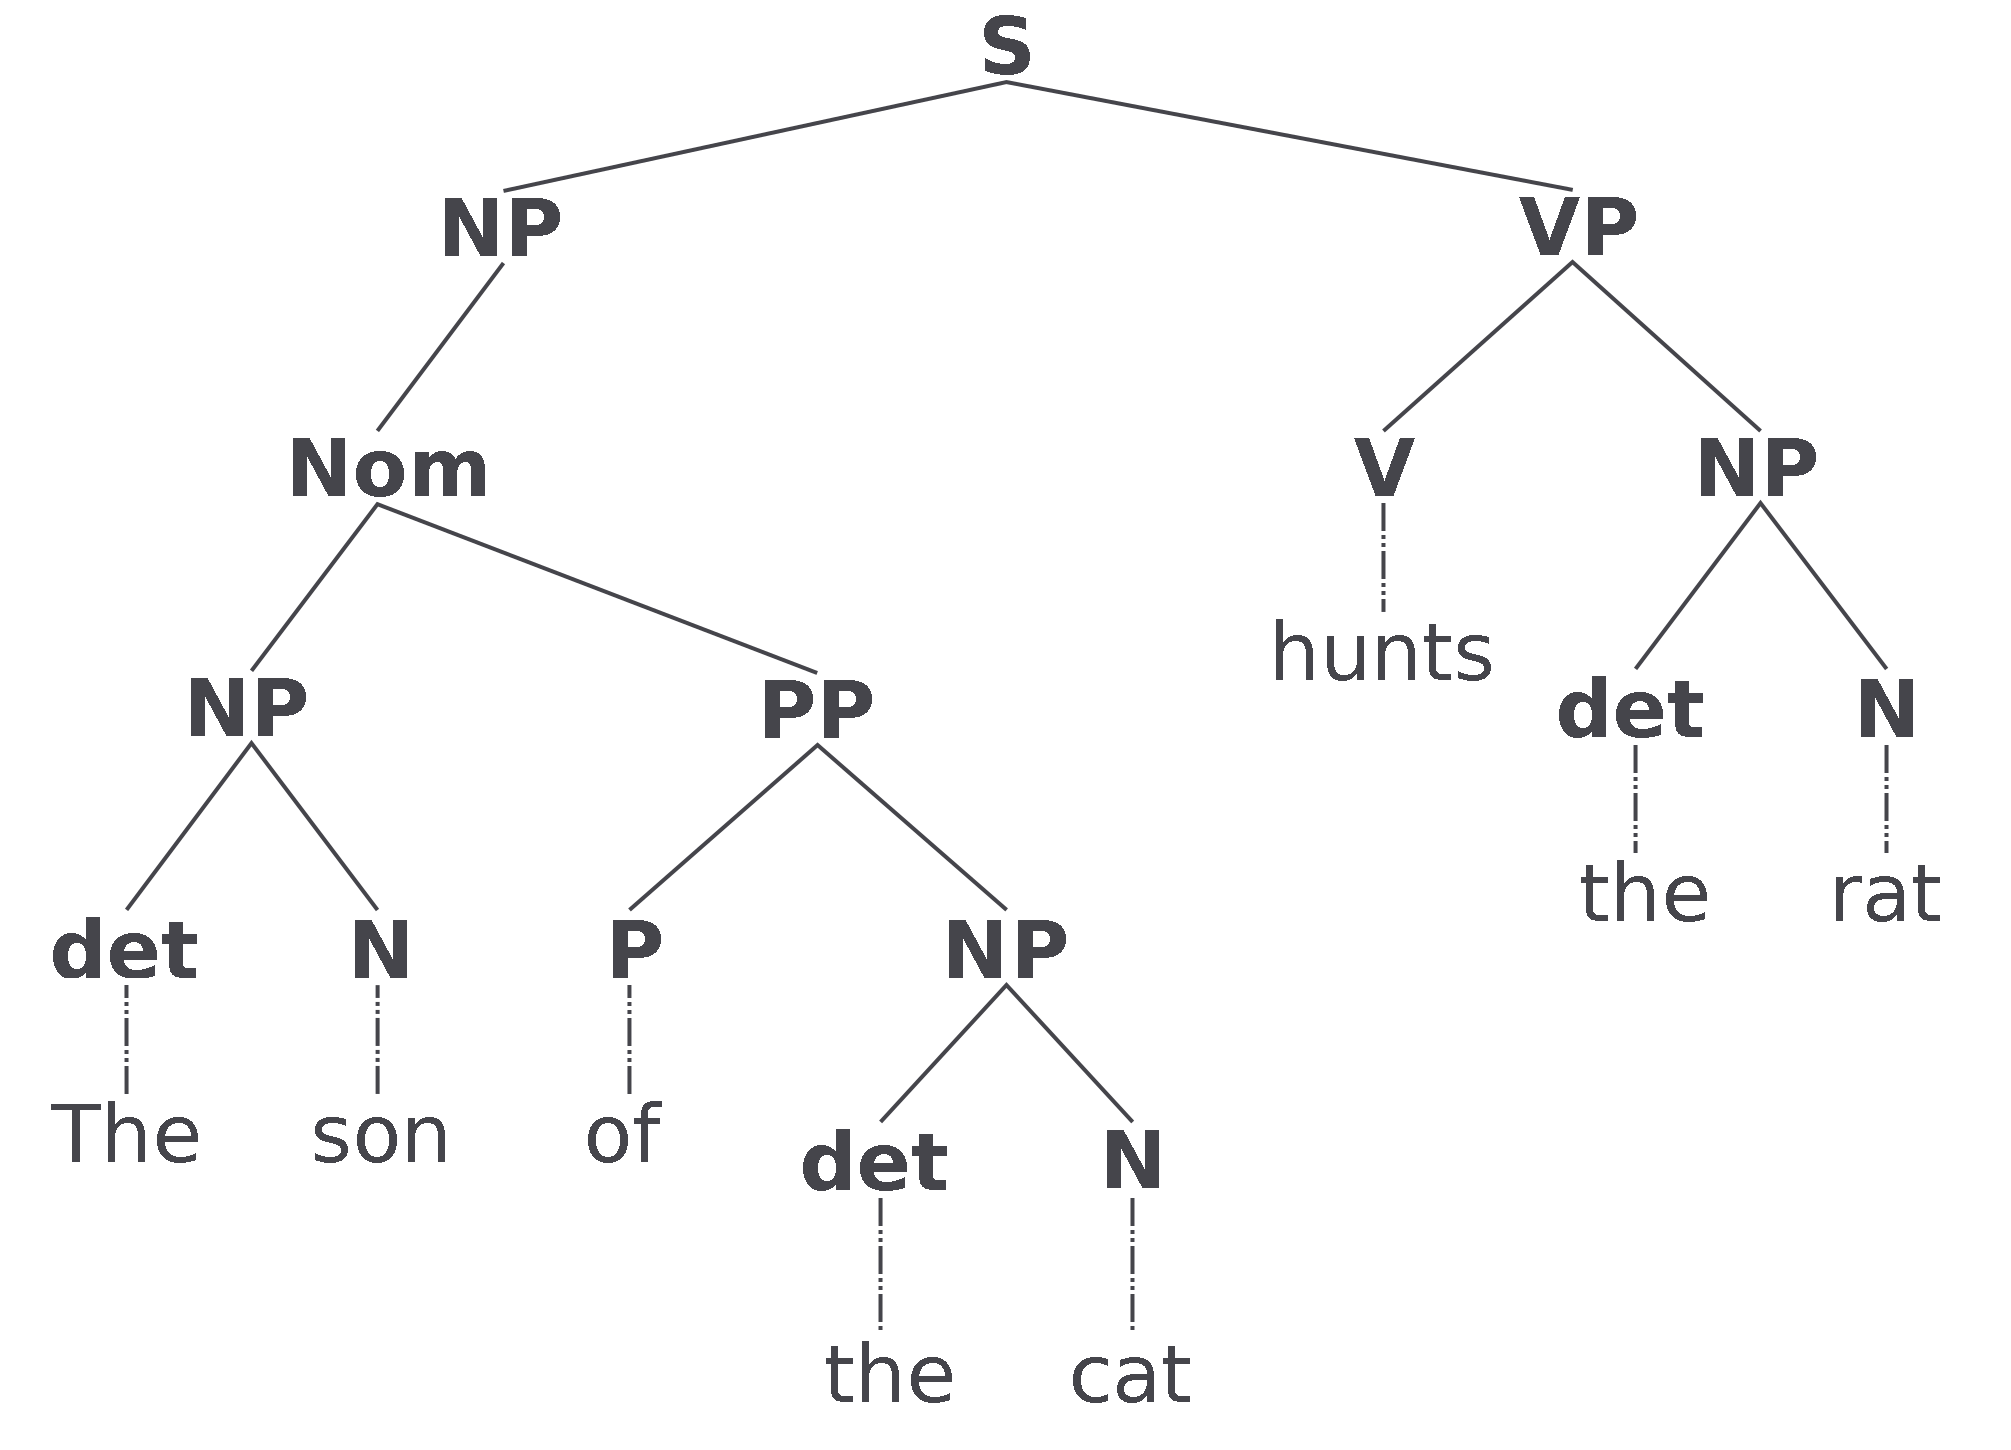 S
NP VP
Nom V NP
NP PP hunts det N
the rat
det N P NP
The son of det N
the cat